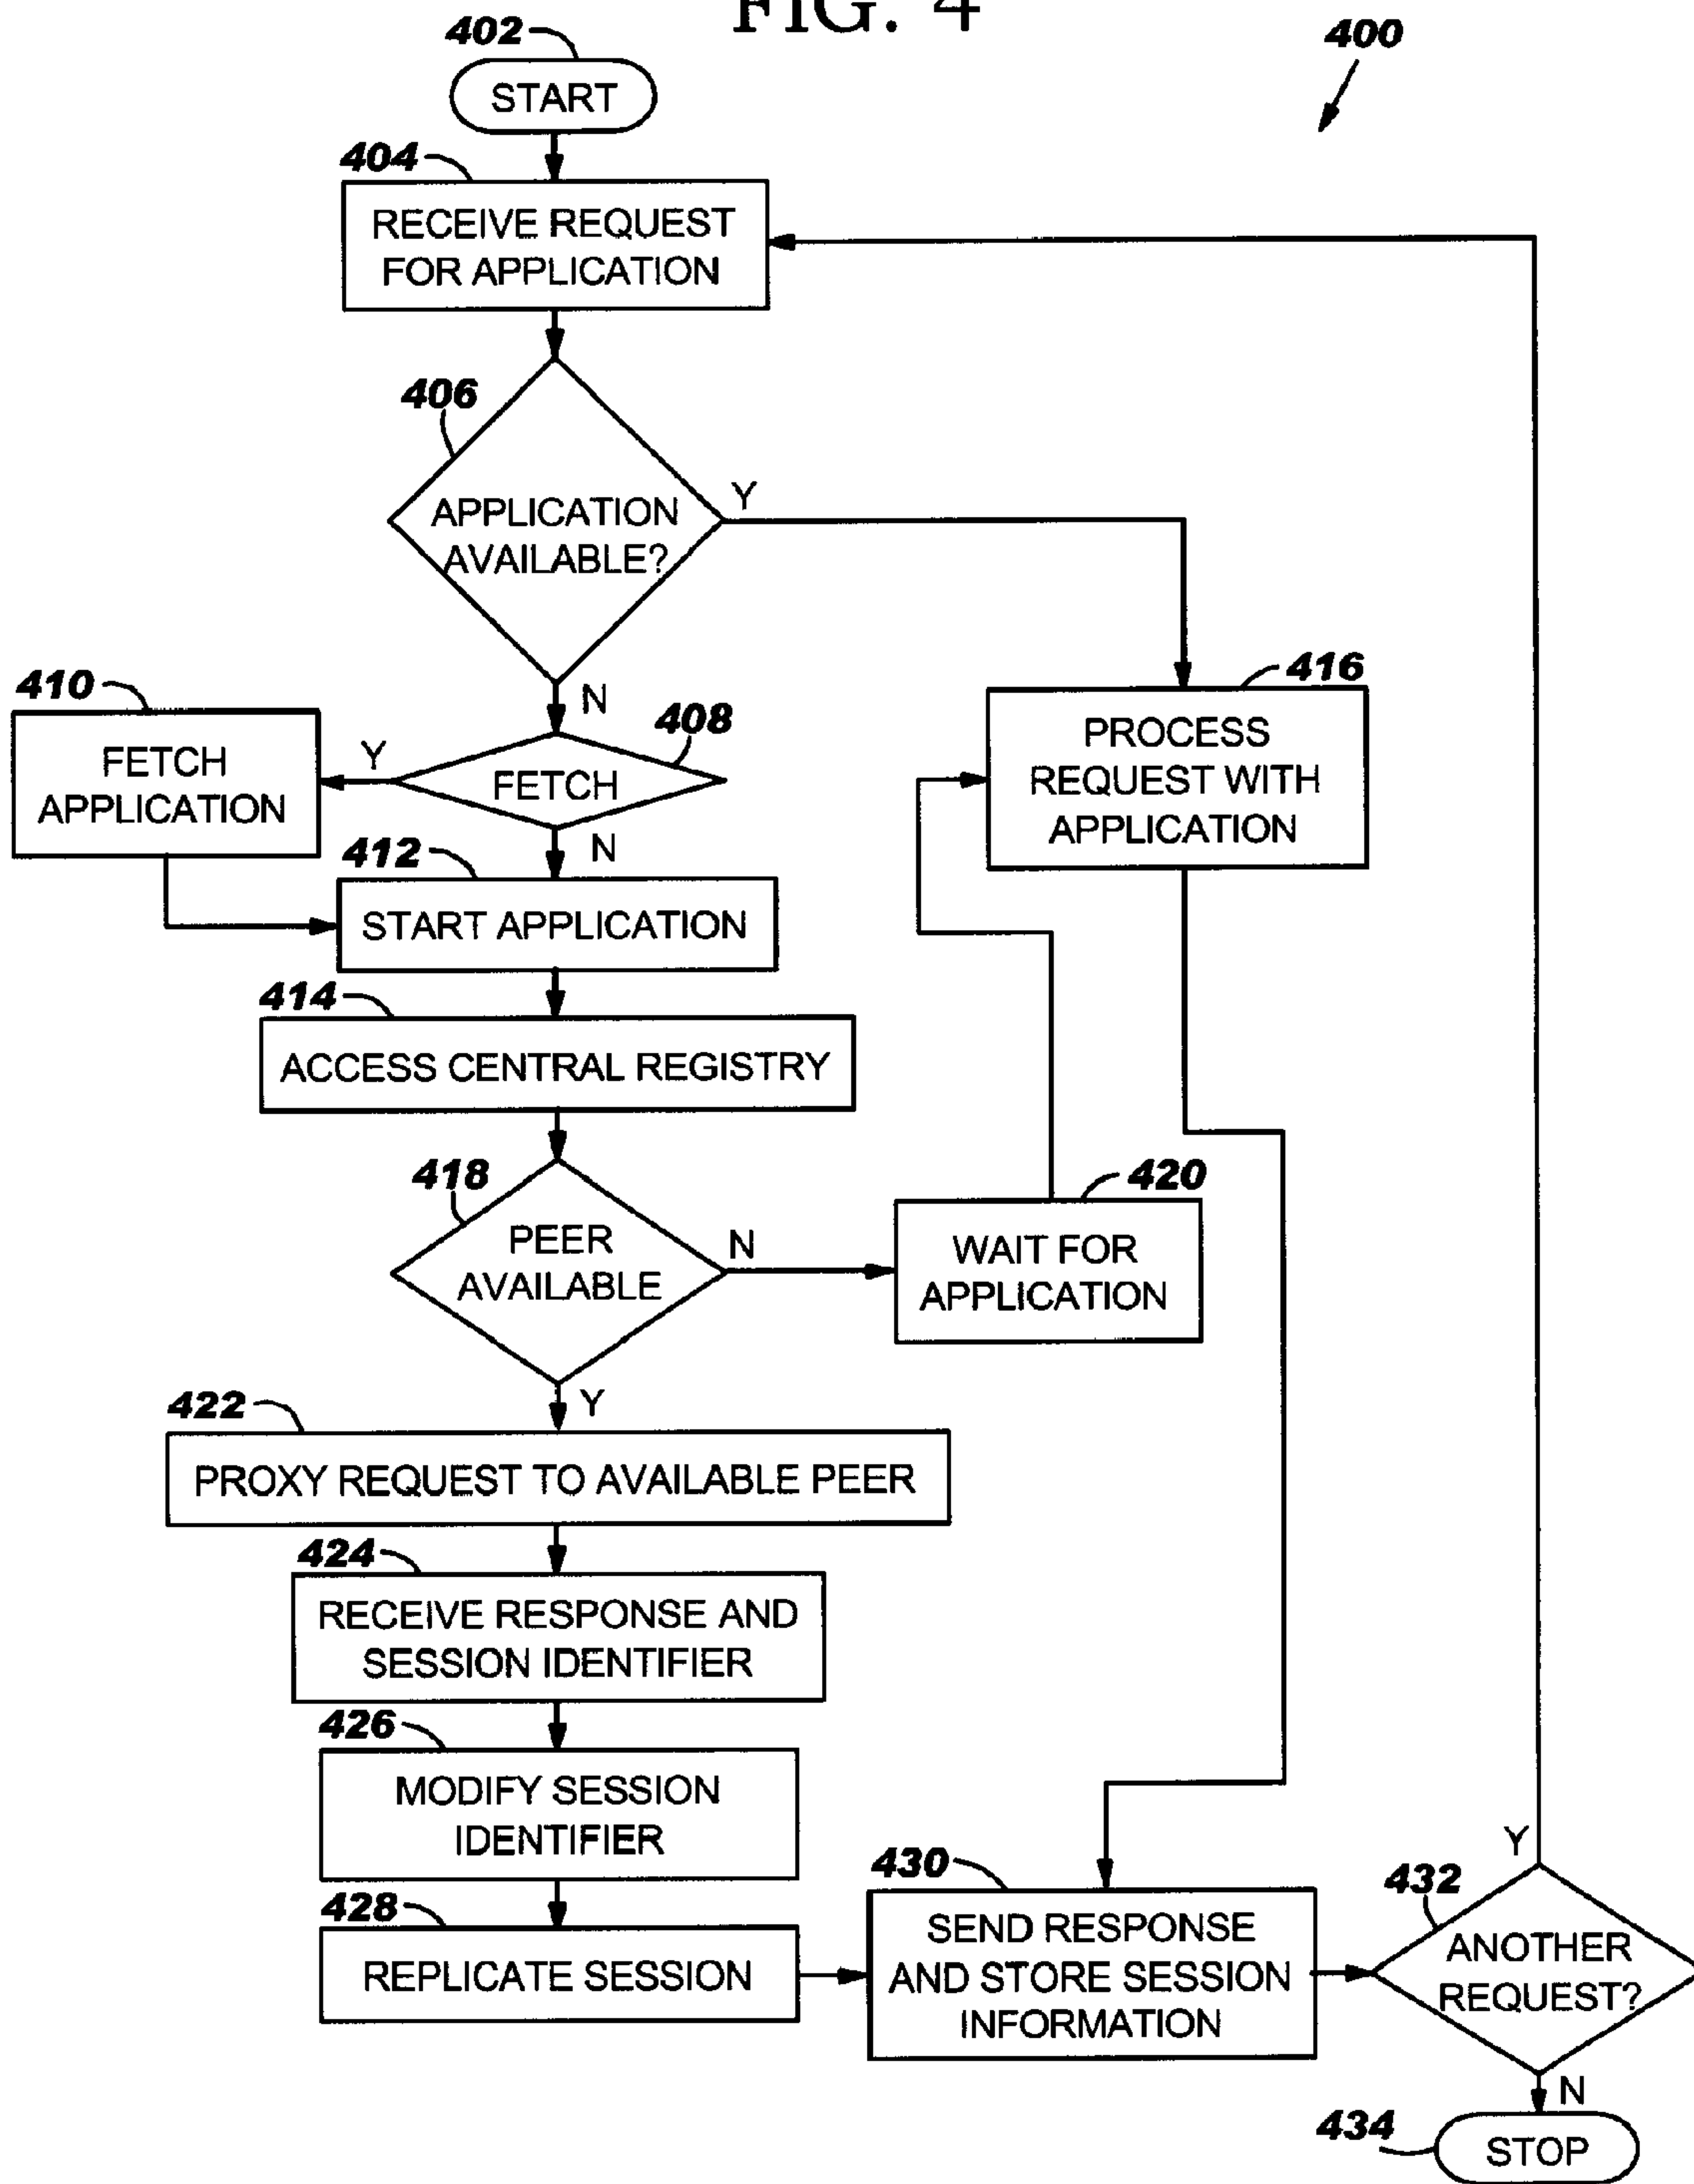 FIG. 4
402
400
START
404
RECEIVE REQUEST
FOR APPLICATION
406
APPLICATION
AVAILABLE?
Y
N
410
FETCH
APPLICATION
Y
408
FETCH
N
416
PROCESS
REQUEST WITH
APPLICATION
412
START APPLICATION
414
ACCESS CENTRAL REGISTRY
418
PEER
AVAILABLE
N
420
WAIT FOR
APPLICATION
Y
422
PROXY REQUEST TO AVAILABLE PEER
424
RECEIVE RESPONSE AND
SESSION IDENTIFIER
426
MODIFY SESSION
IDENTIFIER
428
REPLICATE SESSION
430
SEND RESPONSE
AND STORE SESSION
INFORMATION
Y
432
ANOTHER
REQUEST?
N
434
STOP